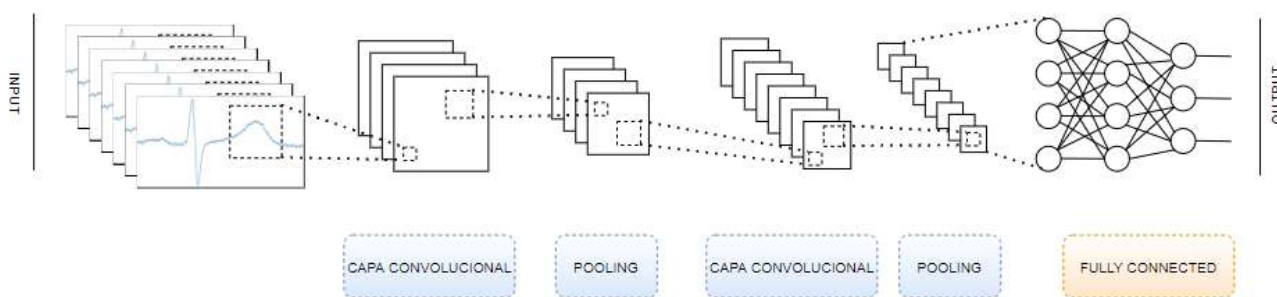 INPUT
OUTPUT
CAPA CONVOLUCIONAL
POOLING
CAPA CONVOLUCIONAL
POOLING
FULLY CONNECTED